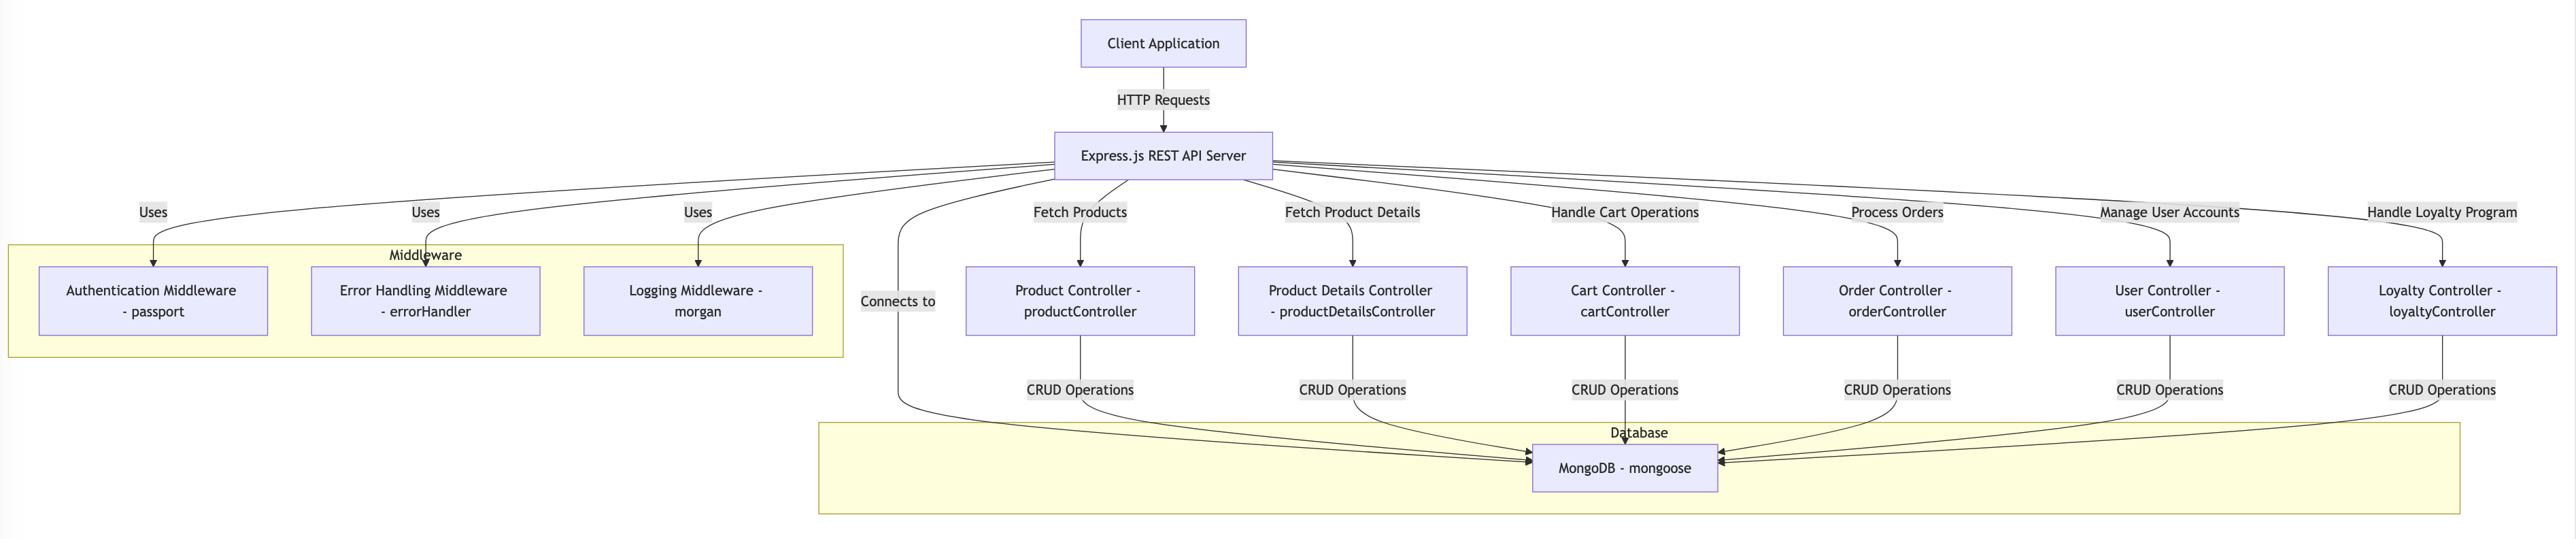 Client Application
HTTP Requests
Express.js REST API Server
Uses
Uses
Uses
Fetch Products
Fetch Product Details
Handle Cart Operations
Process Orders
Manage User Accounts
Handle Loyalty Program
Middleware
Authentication Middleware
- passport
Error Handling Middleware
- errorHandler
Logging Middleware -
morgan
Connects to
Product Controller -
productController
Product Details Controller
- productDetailsController
Cart Controller -
cartController
Order Controller -
orderController
User Controller -
userController
Loyalty Controller -
loyaltyController
CRUD Operations
CRUD Operations
CRUD Operations
CRUD Operations
CRUD Operations
CRUD Operations
Database
MongoDB - mongoose